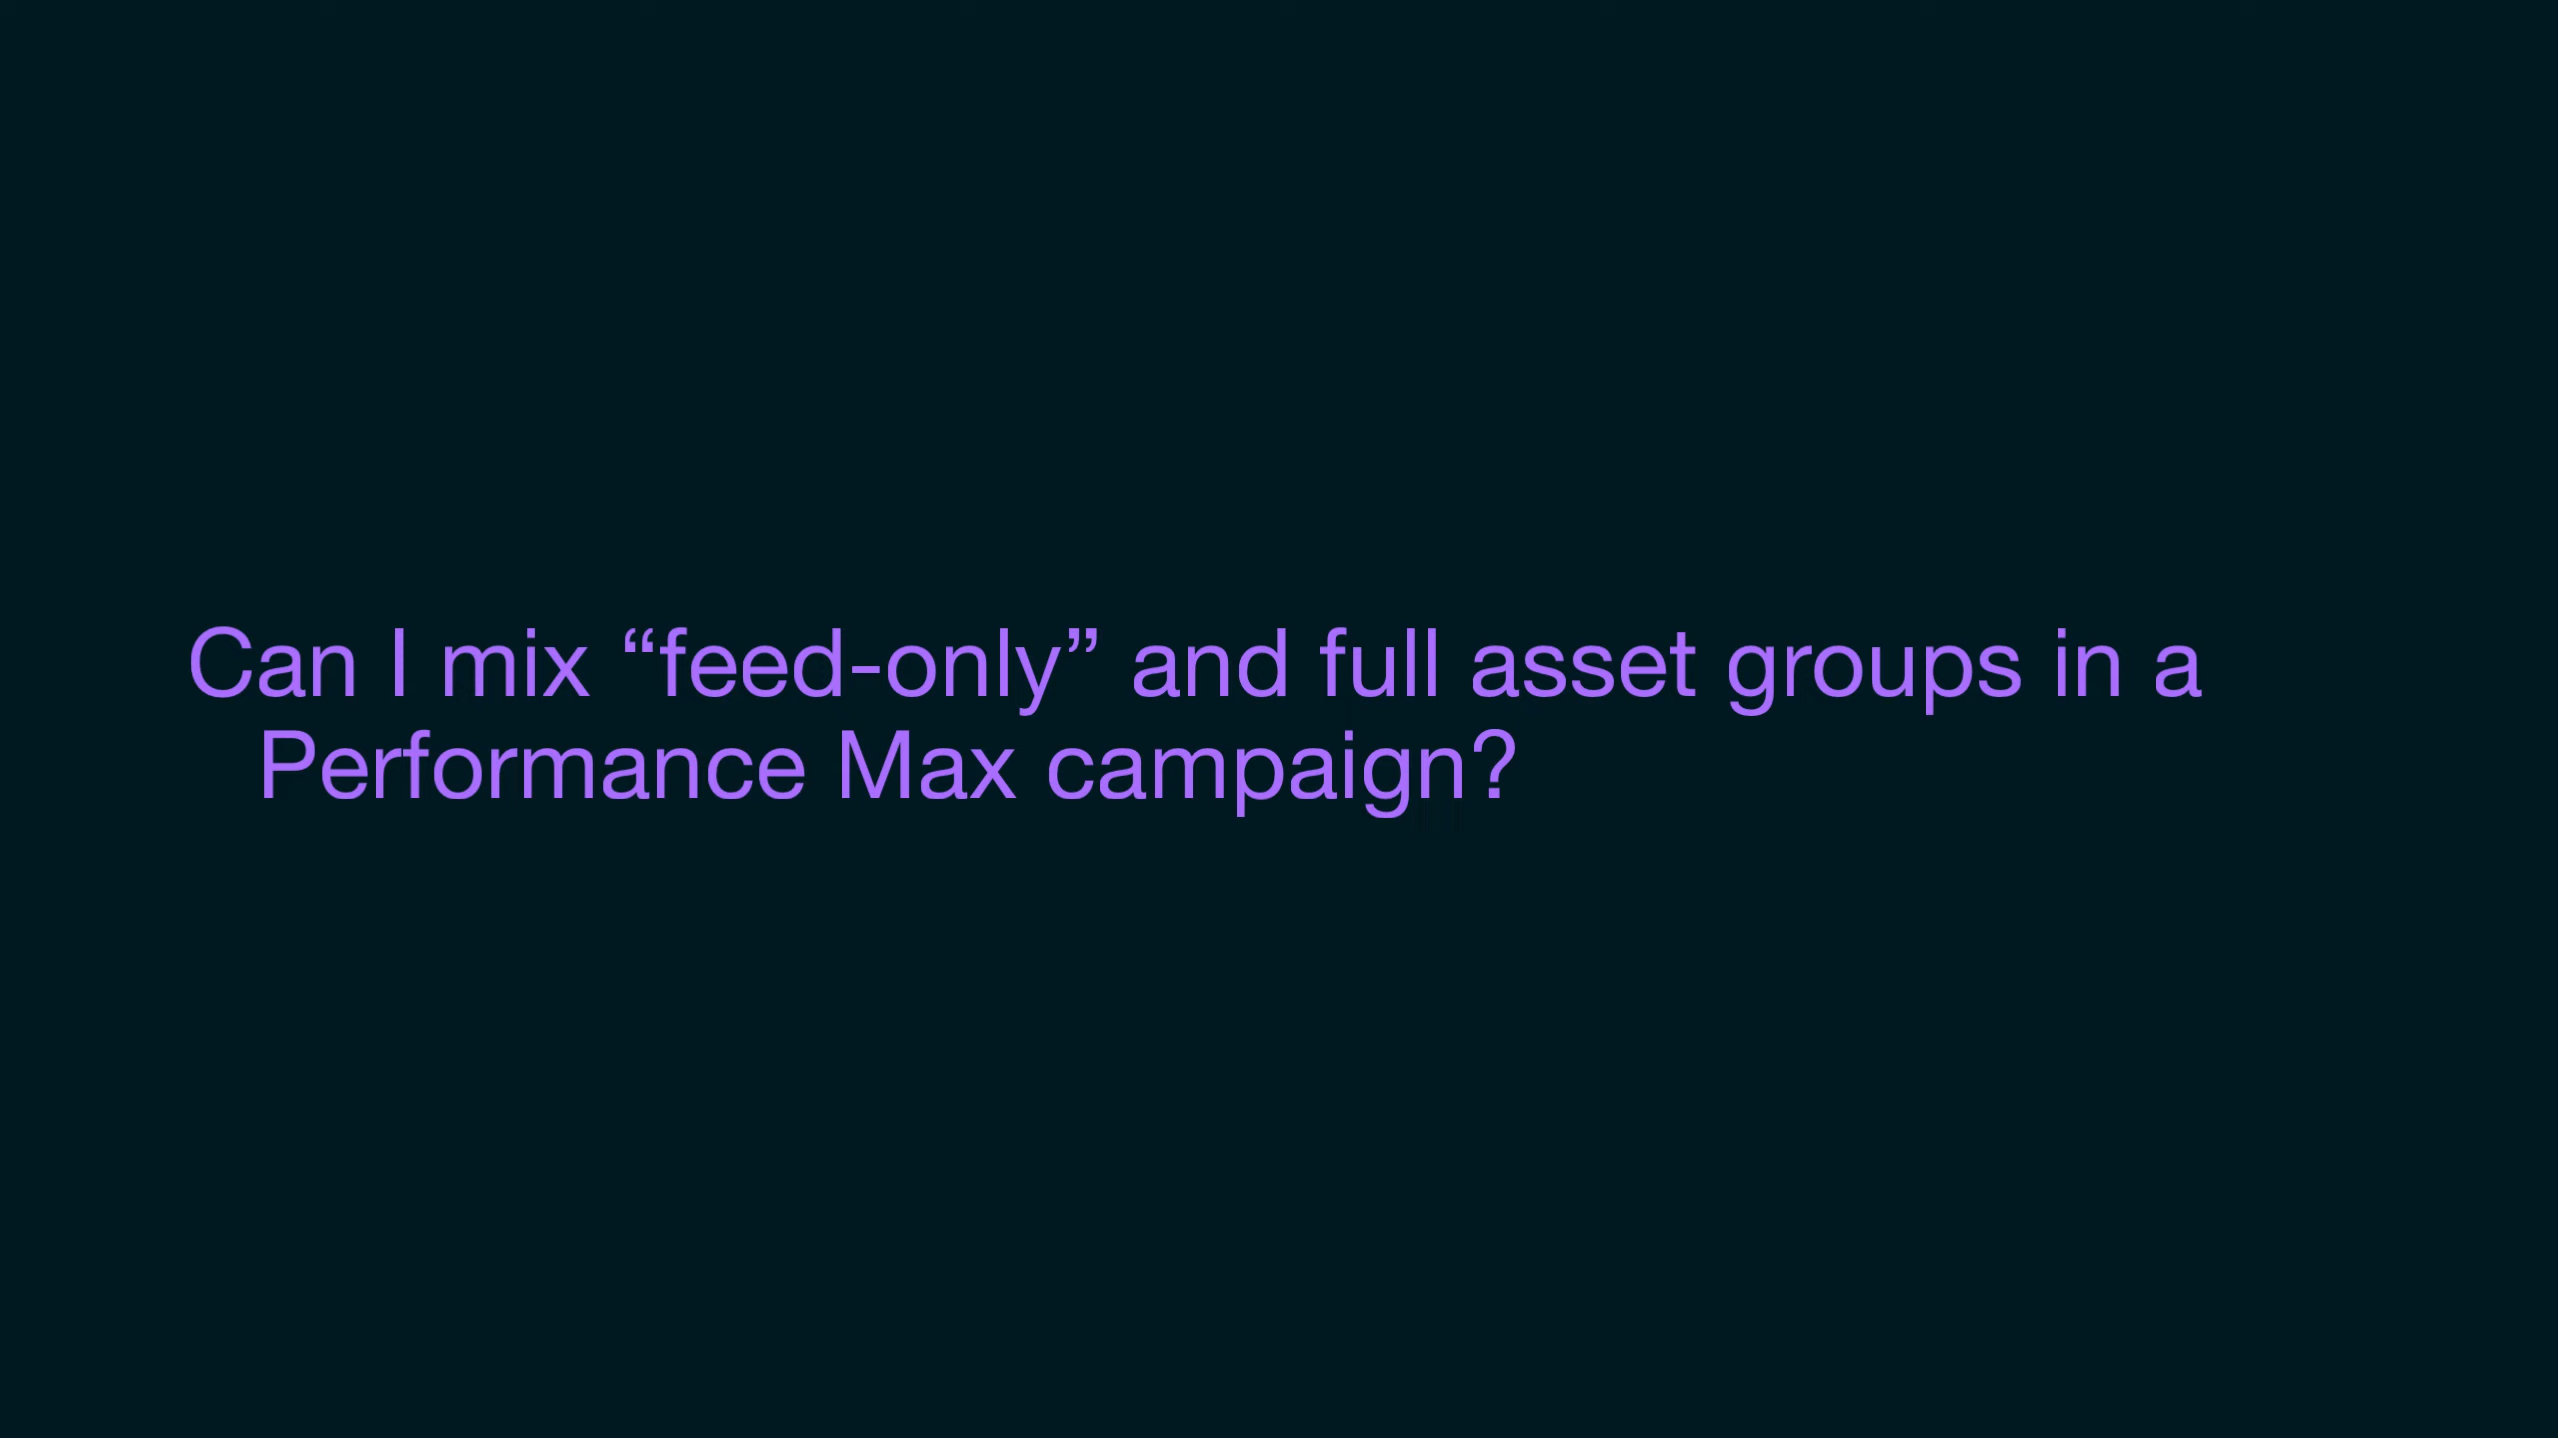 Can I mix “feed-only” and full asset groups in a
Performance Max campaign?